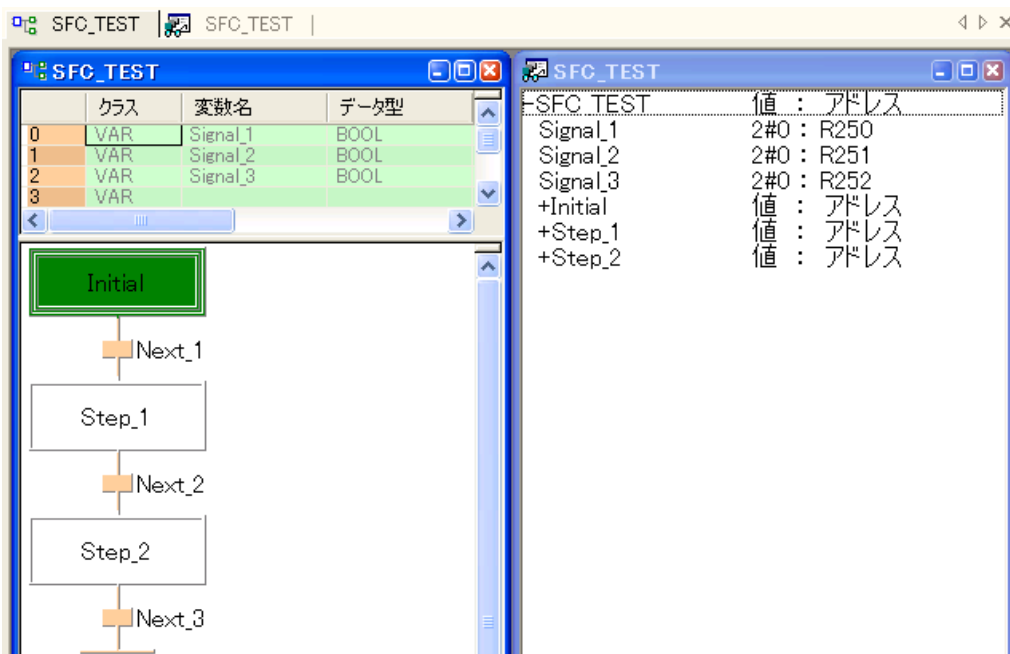 SFC_TEST SFC_TEST
SFC_TEST
クラス 変数名 データ型
0 VAR Signal_1 BOOL
1 VAR Signal_2 BOOL
2 VAR Signal_3 BOOL
3 VAR
Initial
Next_1
Step_1
Next_2
Step_2
Next_3
SFC_TEST
-SFC_TEST 値 : アドレス
Signal_1 2#0 : R250
Signal_2 2#0 : R251
Signal_3 2#0 : R252
+Initial 値 : アドレス
+Step_1 値 : アドレス
+Step_2 値 : アドレス